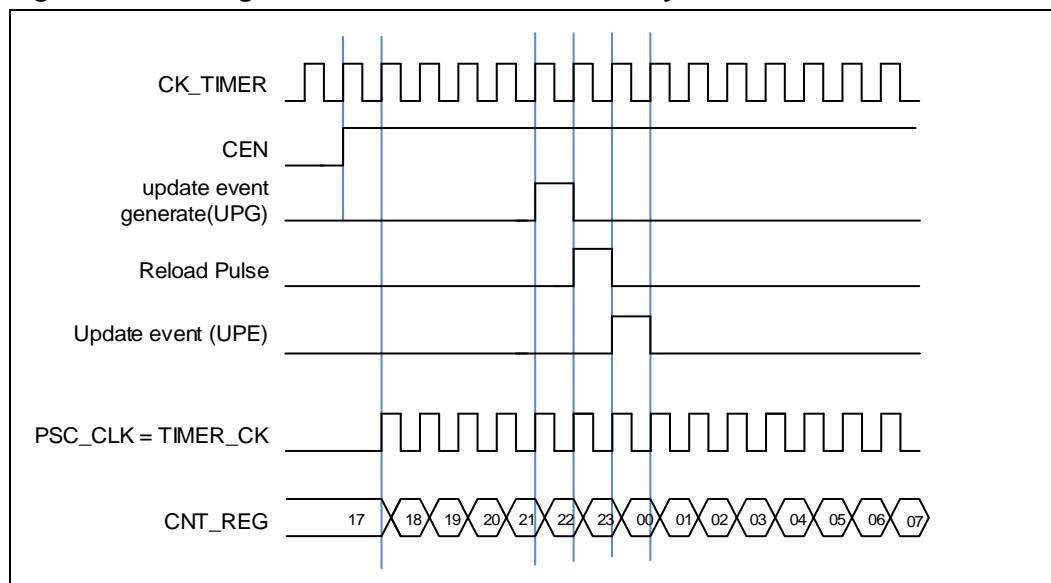 CK_TIMER
CEN
update event
generate(UPG)
Reload Pulse
Update event (UPE)
PSC_CLK = TIMER_CK
CNT_REG 17 18 19 20 21 22 23 00 01 02 03 04 05 06 07